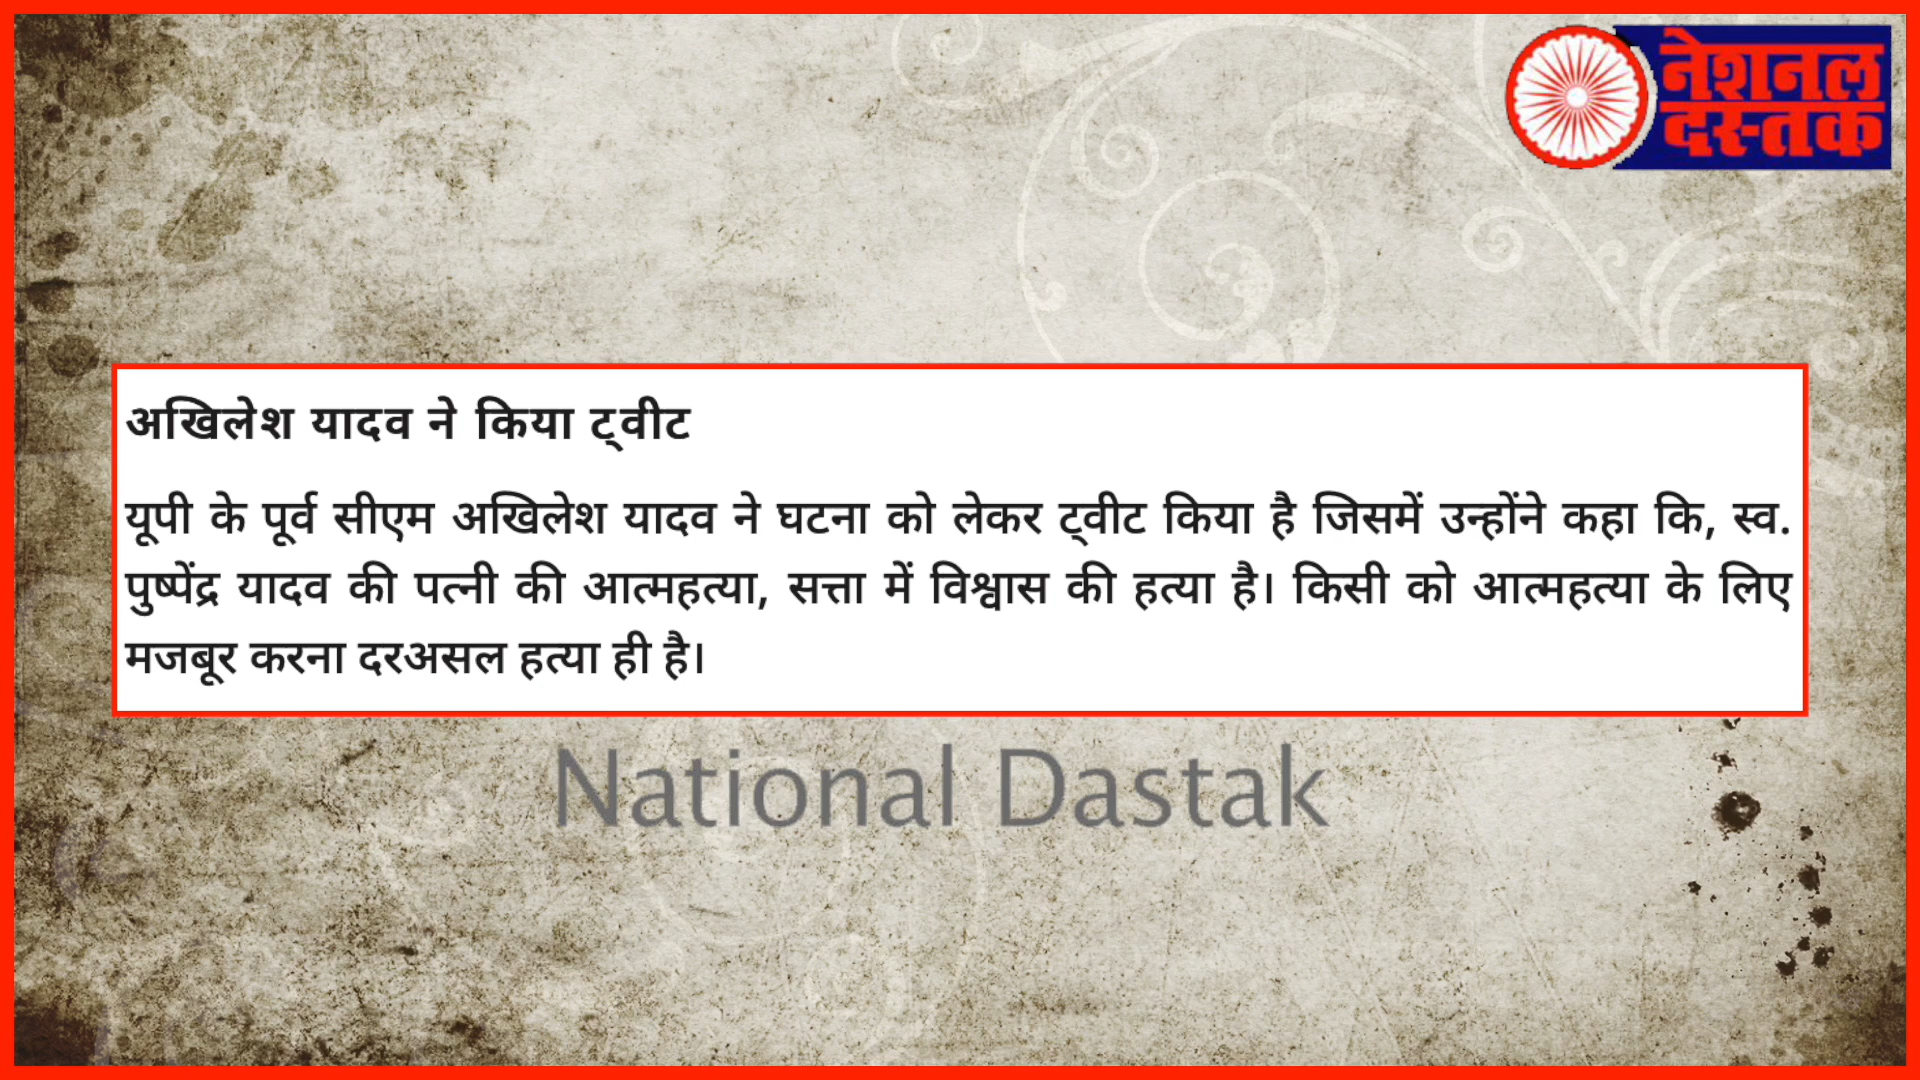 नेशनल
दस्तक
अखिलेश यादव ने किया ट्वीट
यूपी के पूर्व सीएम अखिलेश यादव ने घटना को लेकर ट्वीट किया है जिसमें उन्होंने कहा कि, स्व.
पुष्पेंद्र यादव की पत्नी की आत्महत्या, सत्ता में विश्वास की हत्या है। किसी को आत्महत्या के लिए
मजबूर करना दरअसल हत्या ही है।
National Dastak